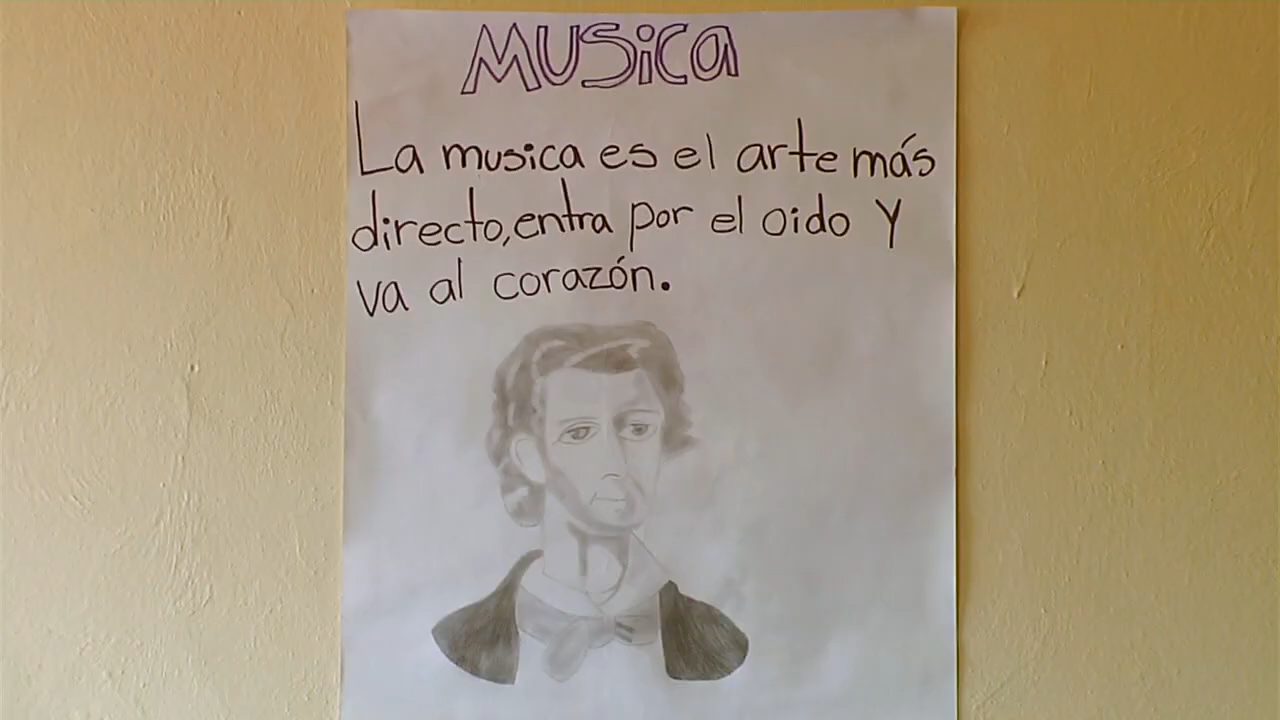 MUSiCa
La musica es el arte más
directo,entra por el oido Y
va al corazón.